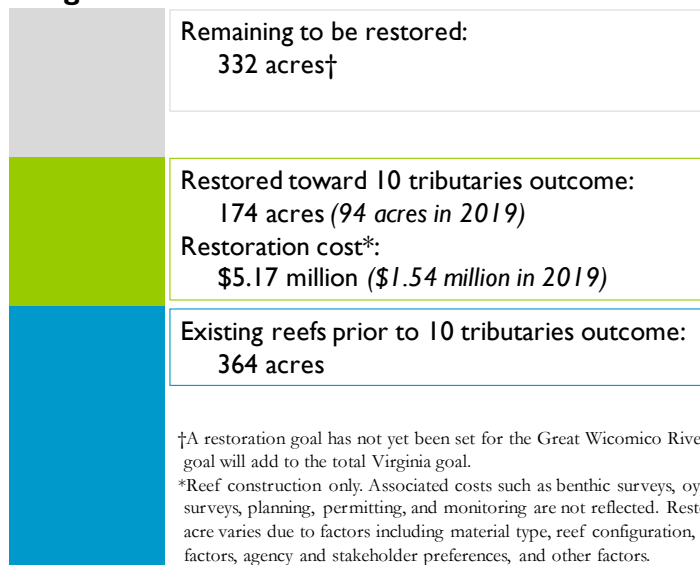 Remaining to be restored:
332 acres†
Restored toward 10 tributaries outcome:
174 acres (94 acres in 2019)
Restoration cost*:
$5.17 million ($1.54 million in 2019)
Existing reefs prior to 10 tributaries outcome:
364 acres
†A restoration goal has not yet been set for the Great Wicomico Rive
goal will add to the total Virginia goal.
*Reef construction only. Associated costs such as benthic surveys, oy
surveys, planning, permitting, and monitoring are not reflected. Rest
acre varies due to factors including material type, reef configuration,
factors, agency and stakeholder preferences, and other factors.